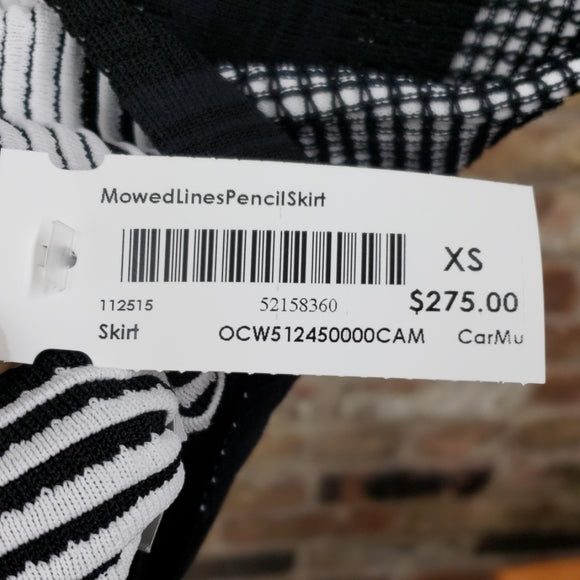 MowedLinesPencilSkirt
XS
112515 52158360 $275.00
Skirt OCW512450000CAM CarMu